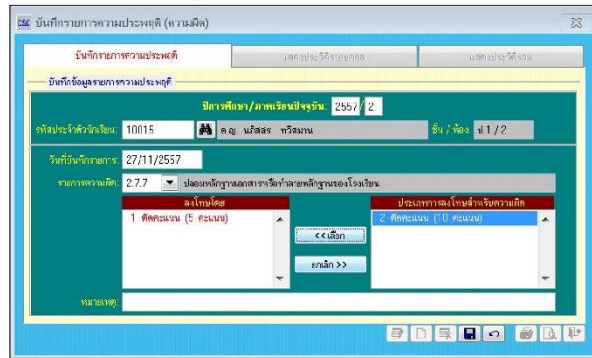 CSC บันทึกรายการความประพฤติ (ความผิด)
บันทึกรายการความประพฤติ แสดงประวัติรายบุคคล แสดงประวัติรวม
บันทึกข้อมูลรายการความประพฤติ
ปีการศึกษา/ภาคเรียนปัจจุบัน: 2557 / 2
รหัสประจำตัวนักเรียน: 10015 ด.ญ. นภัสสร ทวีสมาน ชั้น / ห้อง ป.1 / 2
วันที่บันทึกรายการ: 27/11/2557
รายการความผิด: 2.7.7 ปลอมหลักฐานเอกสารหรือทำลายหลักฐานของโรงเรียน
ลงโทษโดย ประเภทการลงโทษสำหรับความผิด
1 ตัดคะแนน (5 คะแนน) <<เลือก 2 ตัดคะแนน (10 คะแนน)
ยกเลิก >>
หมายเหตุ: